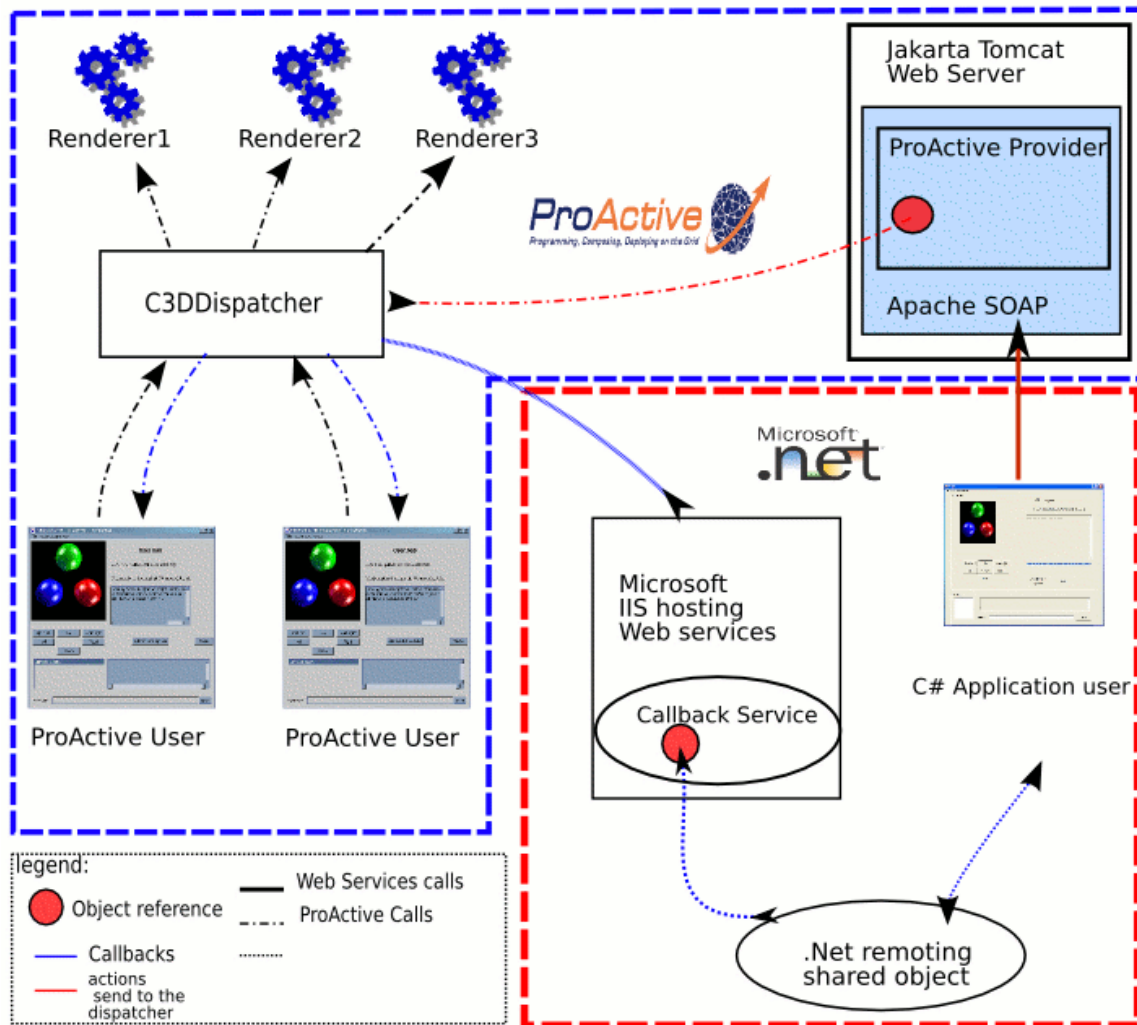 Jakarta Tomcat
Web Server
Renderer1
Renderer2
Renderer3
ProActive Provider
ProActive
Programming, Composing, Deploying on the Grid
C3DDispatcher
Apache SOAP
Microsoft
.net
Microsoft
IIS hosting
Web services
C# Application user
Callback Service
ProActive User
ProActive User
legend:
Object reference
Web Services calls
ProActive Calls
Callbacks
actions
send to the
dispatcher
.Net remoting
shared object